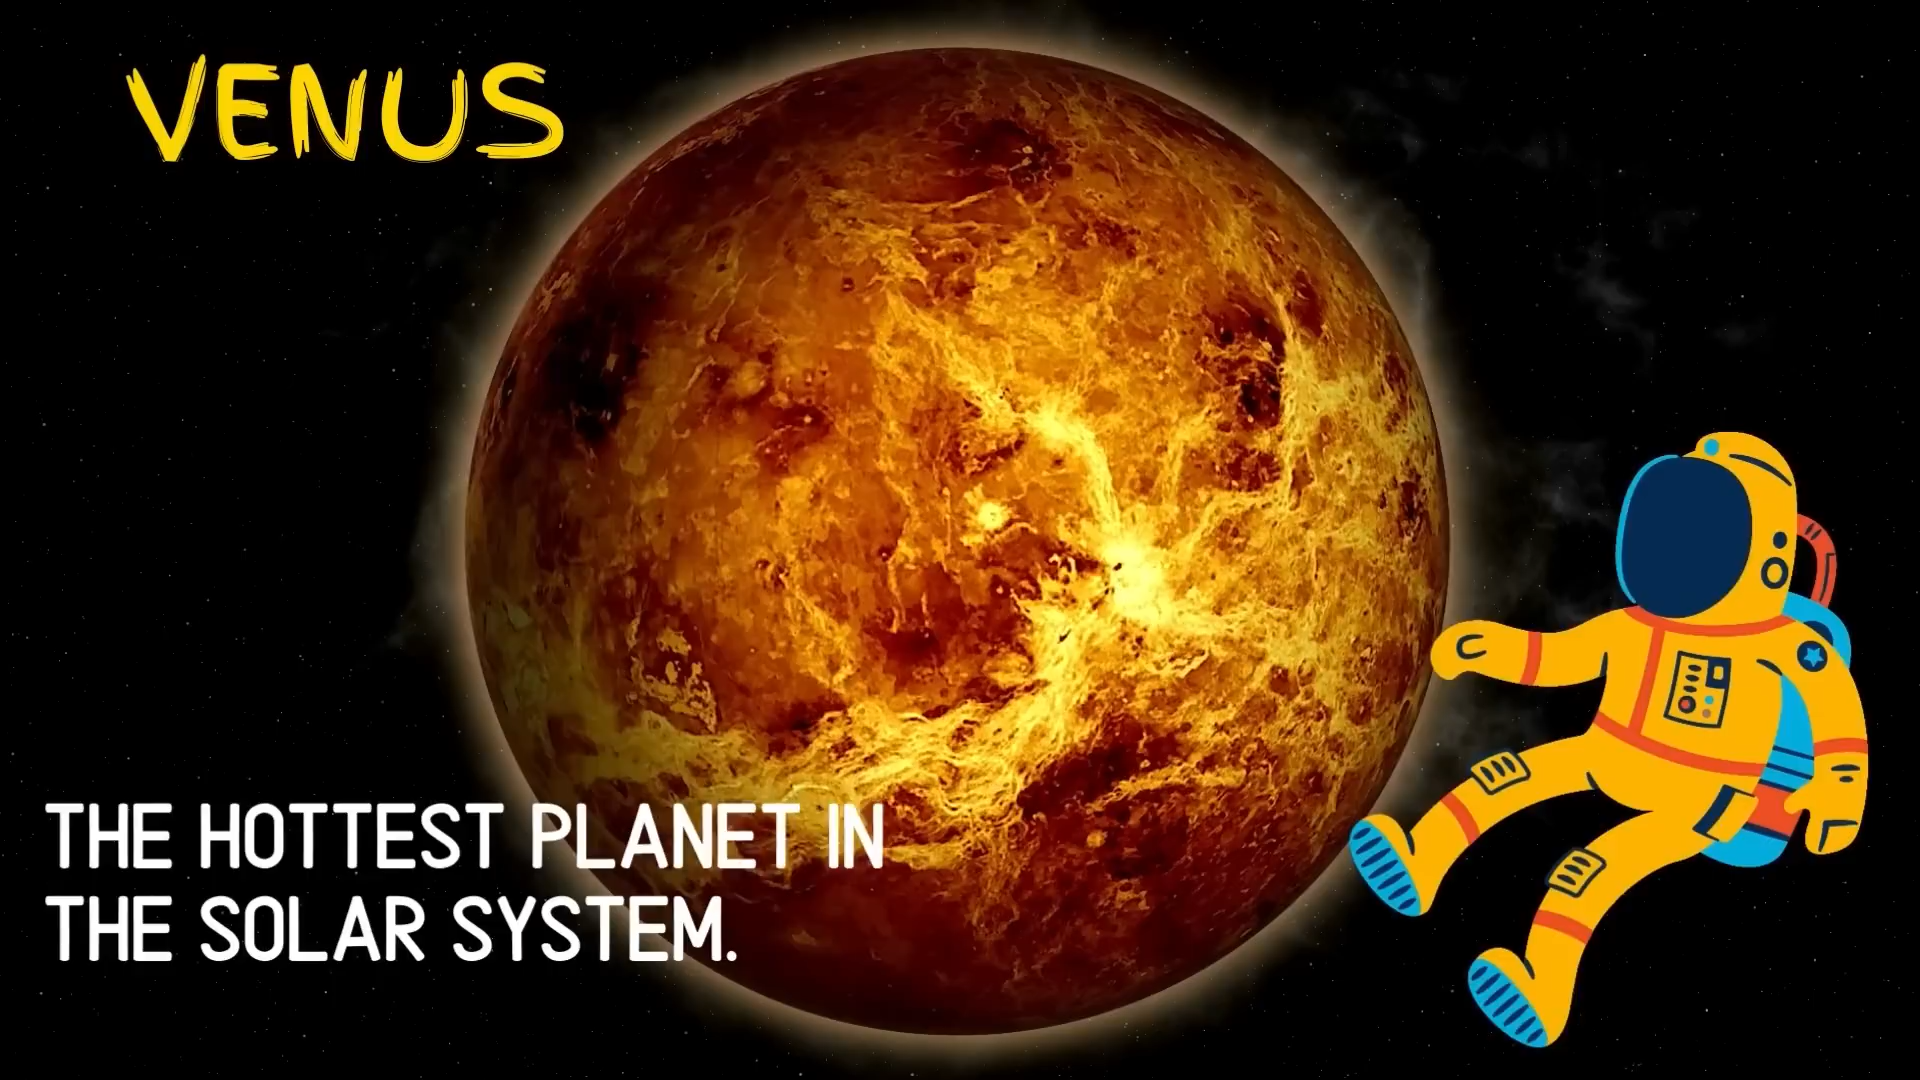 VENUS
THE HOTTEST PLANET IN
THE SOLAR SYSTEM.